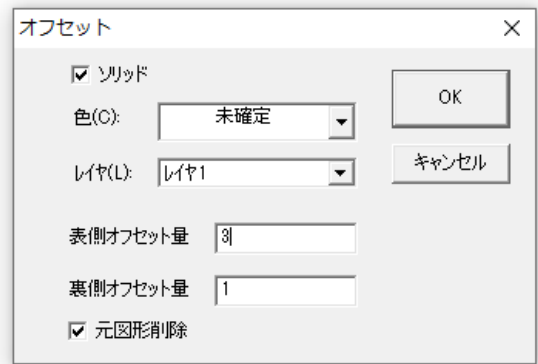 オフセット
ソリッド
OK
色(C):
未確定
キャンセル
レイヤ(L):
レイヤ1
表側オフセット量
3
裏側オフセット量
1
元図形削除